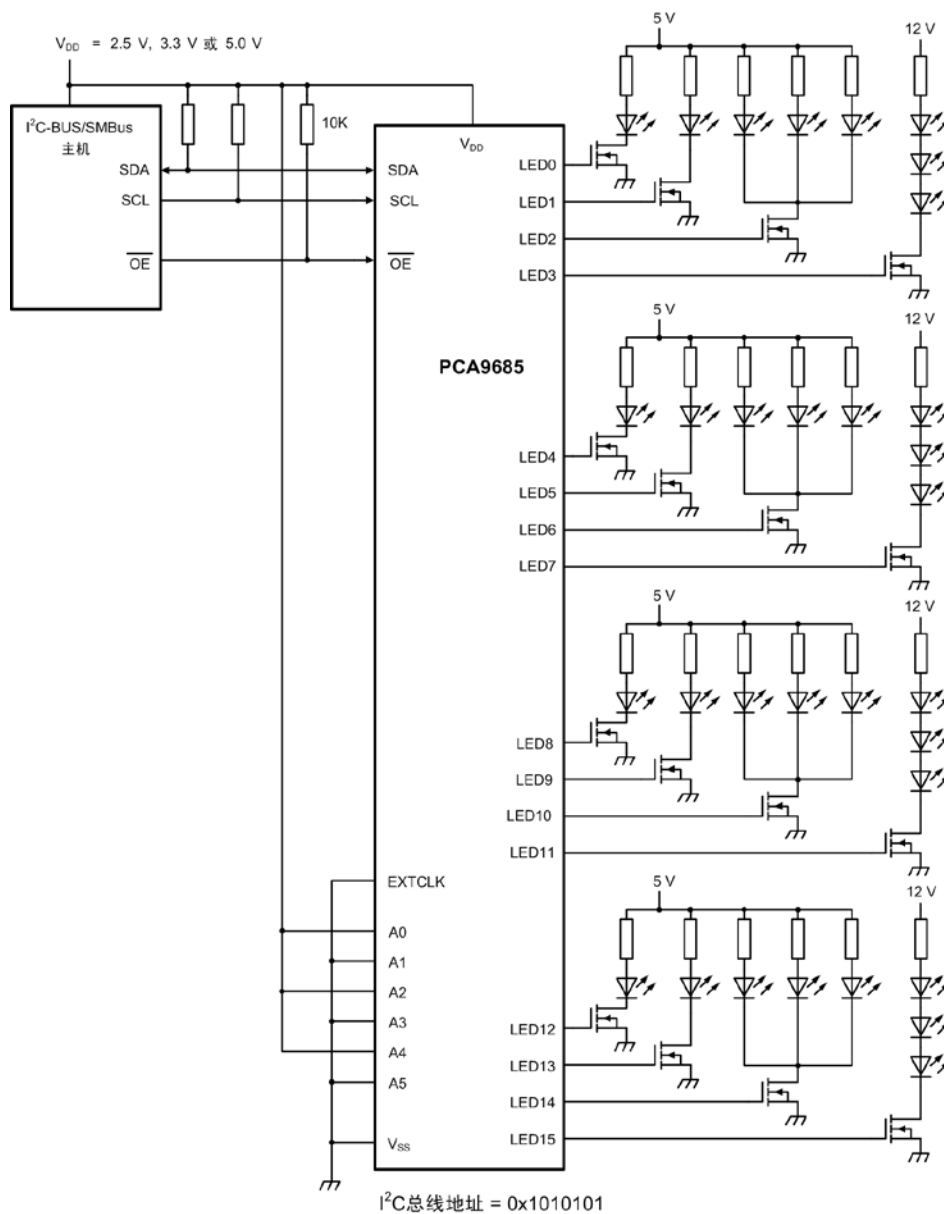 V_DD = 2.5 V, 3.3 V 或 5.0 V
I²C-BUS/SMBus
主机
SDA
SCL
OE
10K
V_DD
SDA
SCL
OE
PCA9685
EXTCLK
A0
A1
A2
A3
A4
A5
V_SS
LED0
LED1
LED2
LED3
5 V
12 V
LED4
LED5
LED6
LED7
5 V
12 V
LED8
LED9
LED10
LED11
5 V
12 V
LED12
LED13
LED14
LED15
5 V
12 V
I²C总线地址 = 0x1010101